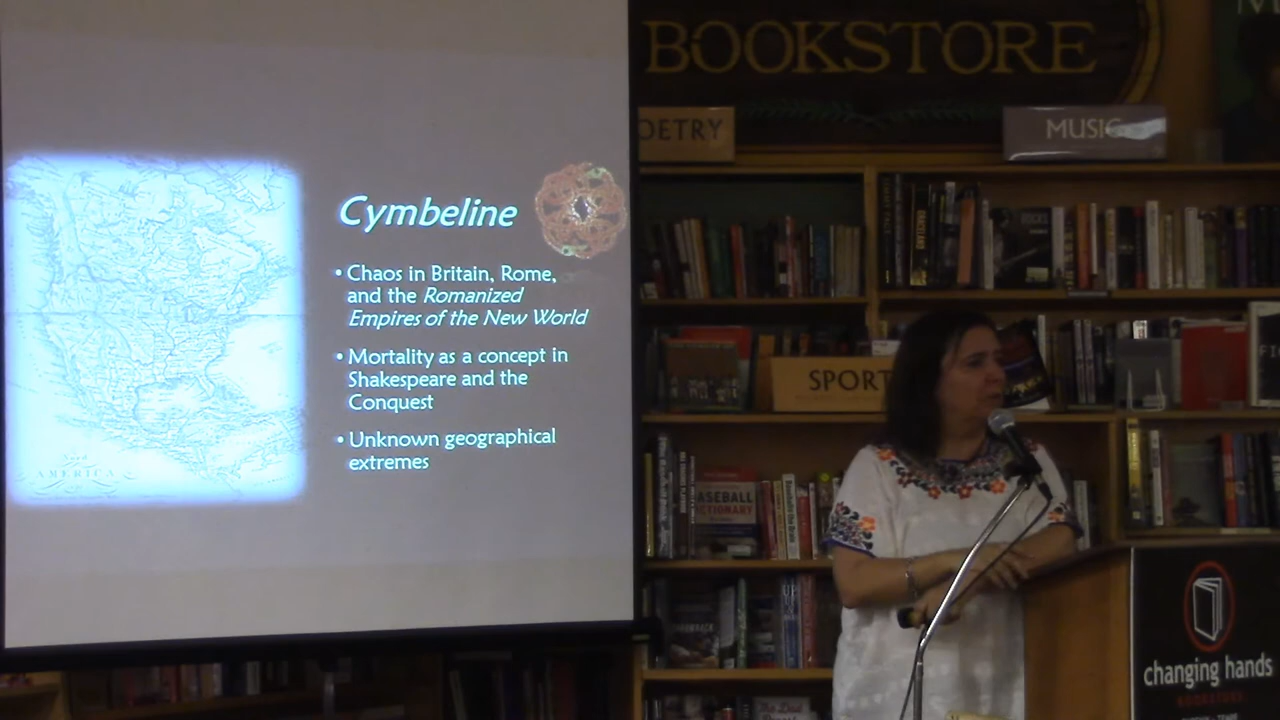 BOOKSTORE
OETRY
MUSIC
Cymbeline
• Chaos in Britain, Rome,
and the Romanized
Empires of the New World
• Mortality as a concept in
Shakespeare and the
Conquest
• Unknown geographical
extremes
AMERICA
SPORT
BASEBALL
DICTIONARY
changing hands
BOOKSTORE